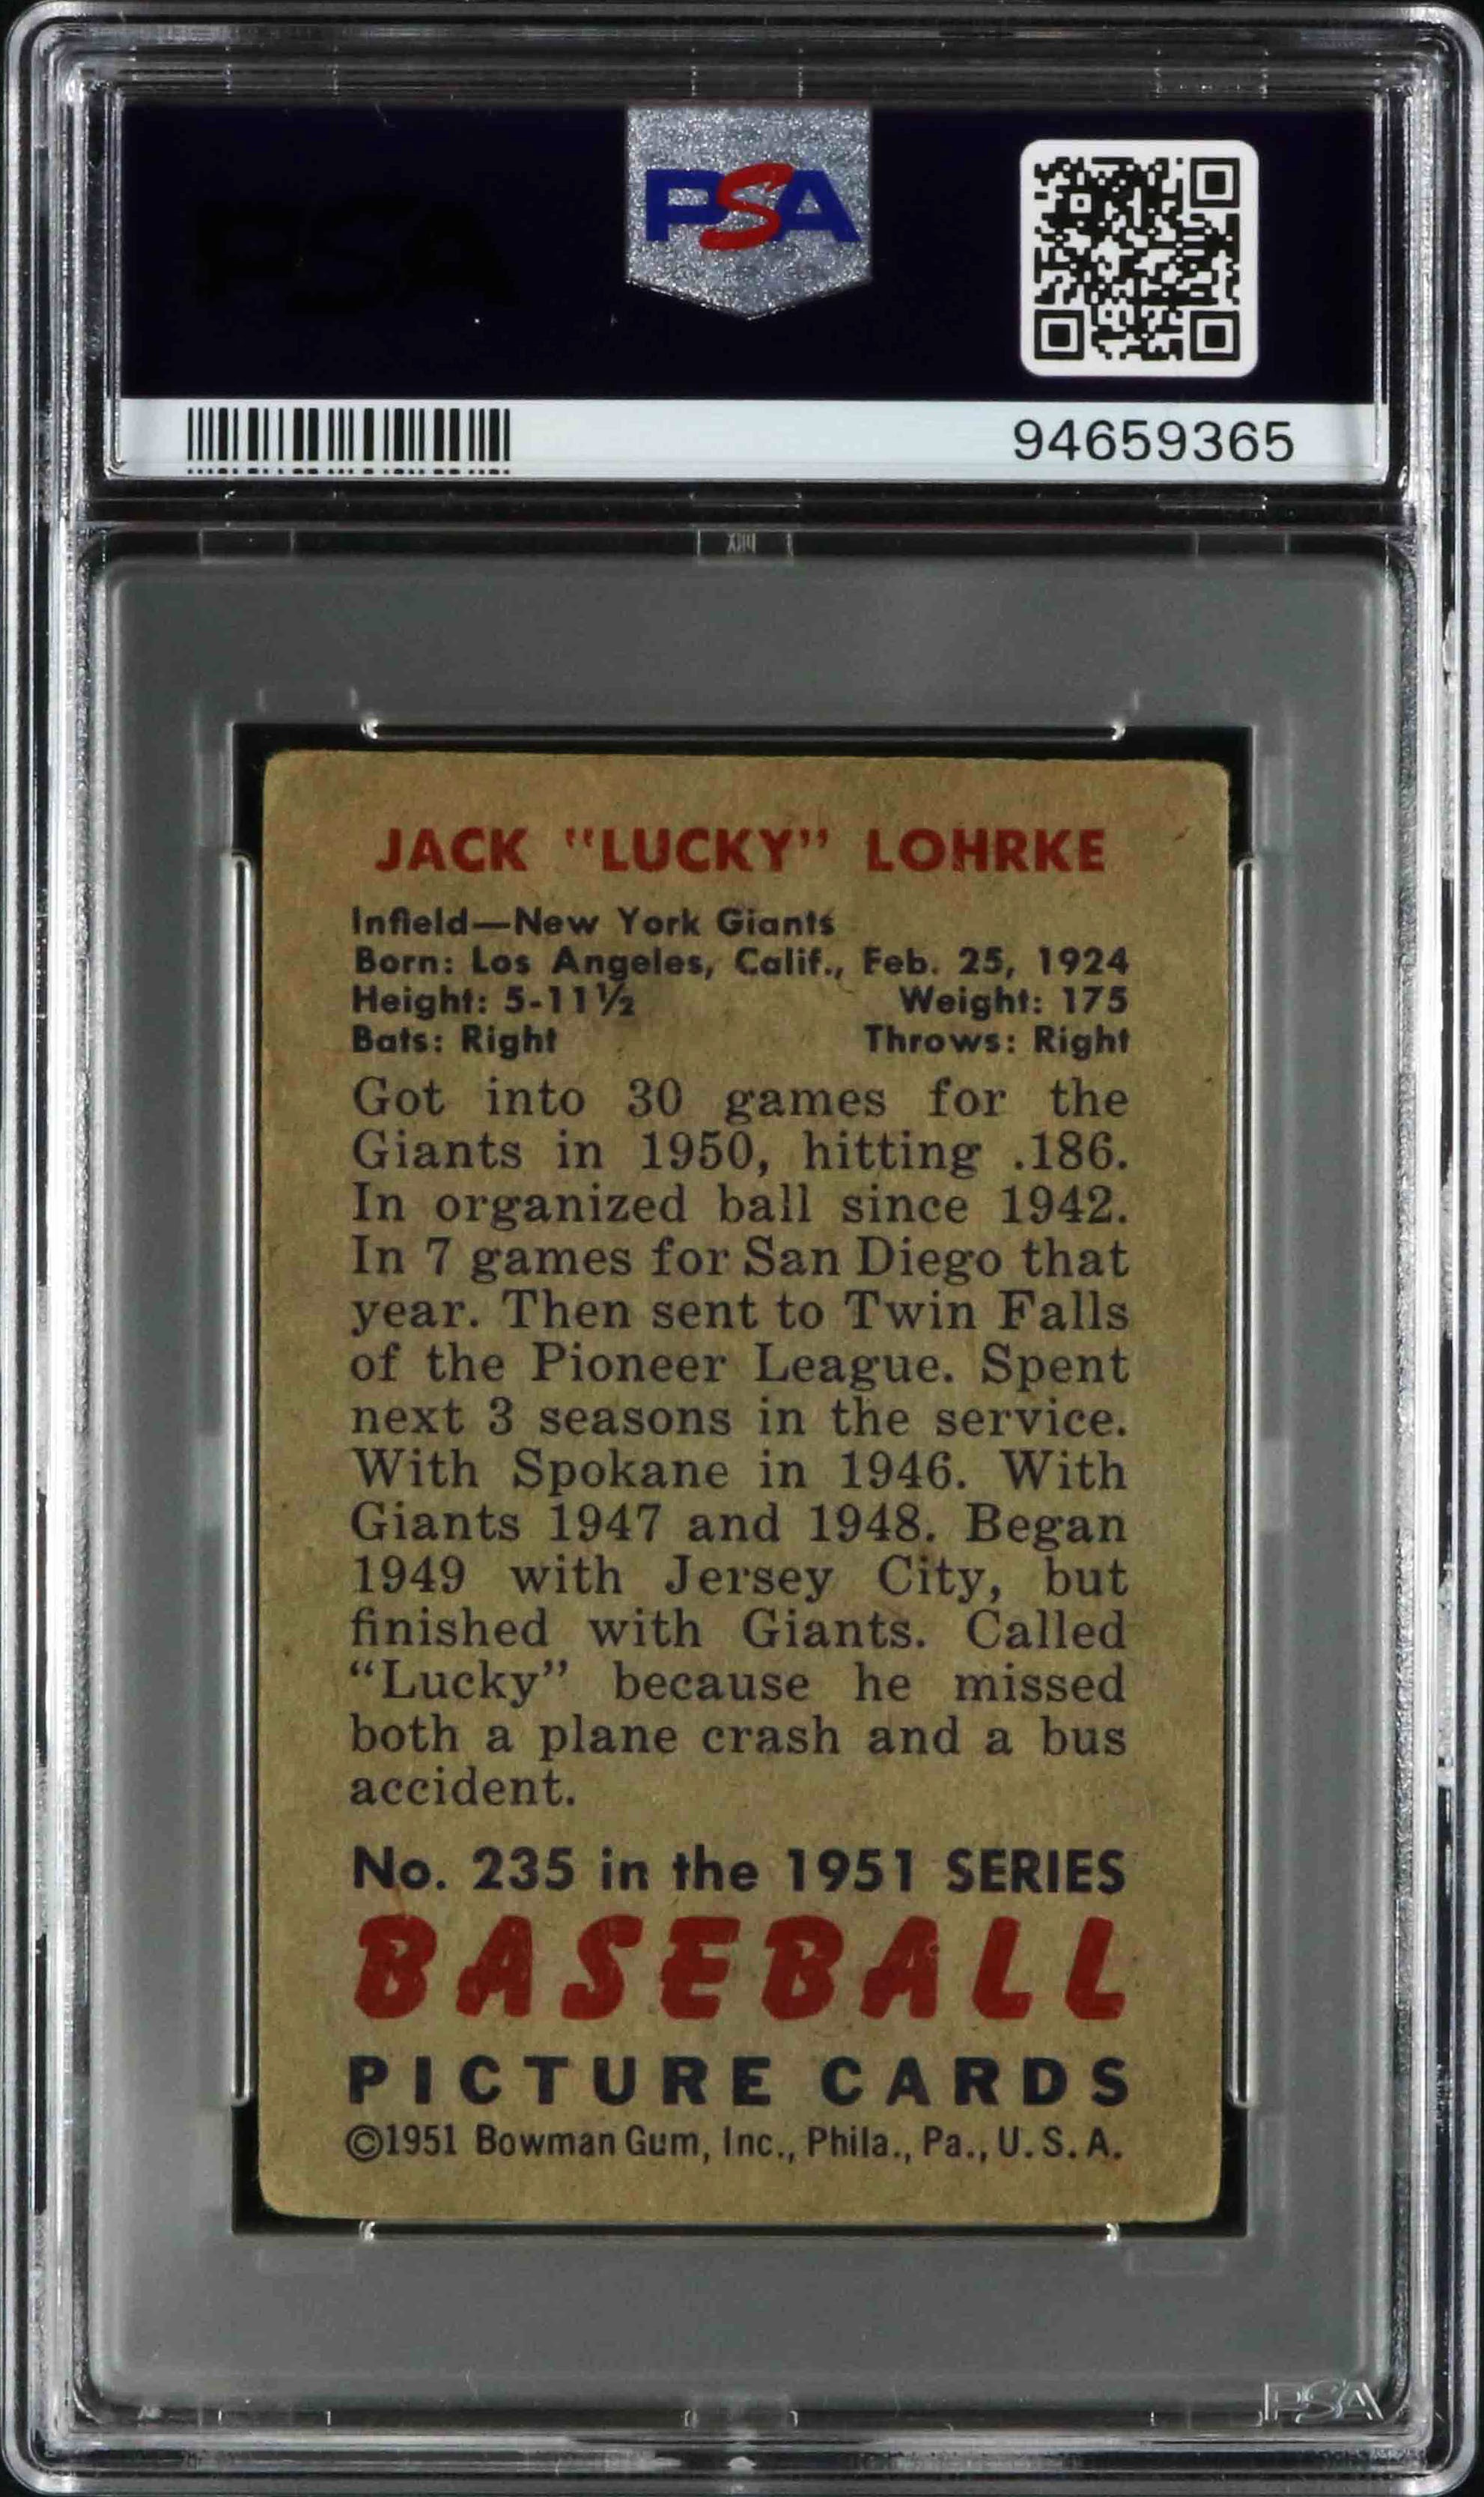 PSA
94659365
JACK "LUCKY" LOHRKE
Infield—New York Giants
Born: Los Angeles, Calif., Feb. 25, 1924
Height: 5-11½ Weight: 175
Bats: Right Throws: Right
Got into 30 games for the
Giants in 1950, hitting .186.
In organized ball since 1942.
In 7 games for San Diego that
year. Then sent to Twin Falls
of the Pioneer League. Spent
next 3 seasons in the service.
With Spokane in 1946. With
Giants 1947 and 1948. Began
1949 with Jersey City, but
finished with Giants. Called
“Lucky” because he missed
both a plane crash and a bus
accident.
No. 235 in the 1951 SERIES
BASEBALL
PICTURE CARDS
©1951 Bowman Gum, Inc., Phila., Pa., U.S.A.
PSA